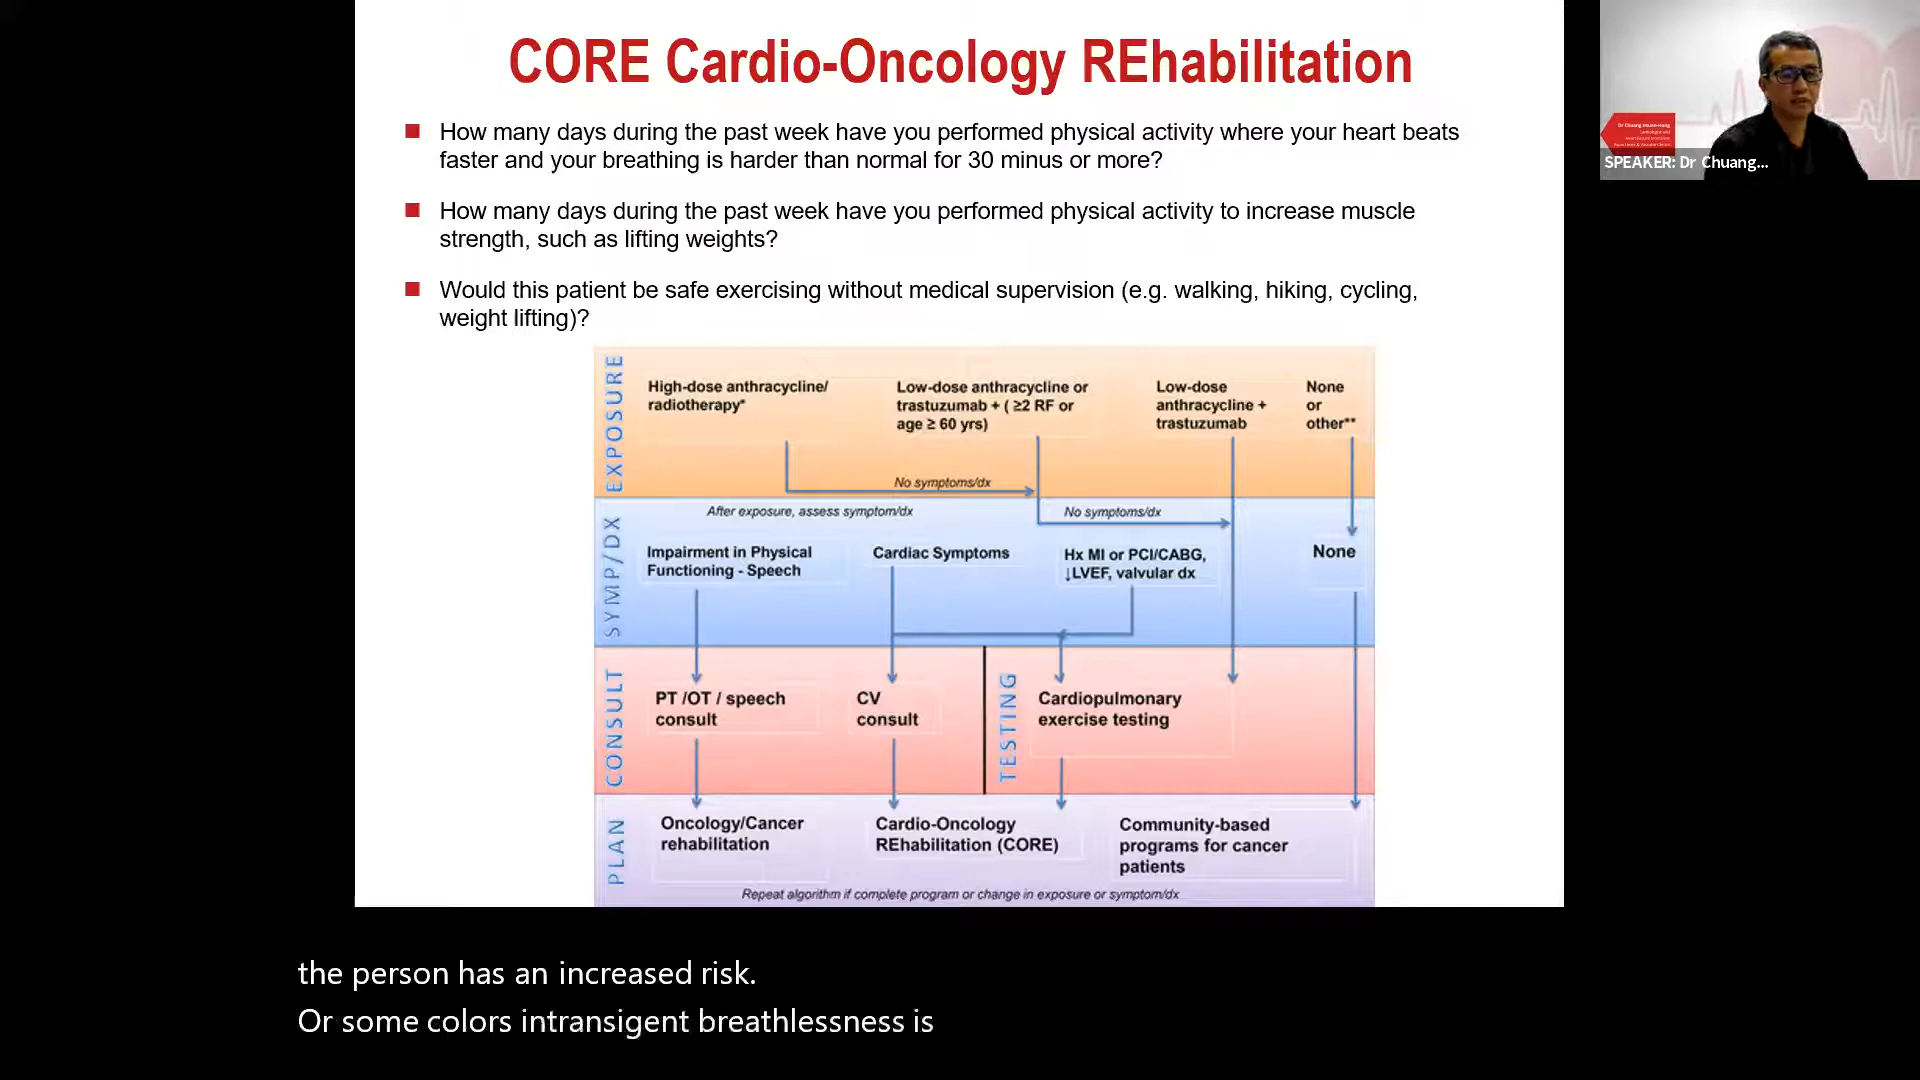 CORE Cardio-Oncology REhabilitation
How many days during the past week have you performed physical activity where your heart beats
faster and your breathing is harder than normal for 30 minus or more?
How many days during the past week have you performed physical activity to increase muscle
strength, such as lifting weights?
Would this patient be safe exercising without medical supervision (e.g. walking, hiking, cycling,
weight lifting)?
EXPOSURE
High-dose anthracycline/
radiotherapy*
Low-dose anthracycline or
trastuzumab + ( ≥2 RF or
age ≥ 60 yrs)
Low-dose
anthracycline +
trastuzumab
None
or
other**
No symptoms/dx
SYMP/DX
After exposure, assess symptom/dx
No symptoms/dx
Impairment in Physical
Functioning - Speech
Cardiac Symptoms
Hx MI or PCI/CABG,
↓LVEF, valvular dx
None
CONSULT
PT /OT / speech
consult
CV
consult
TESTING
Cardiopulmonary
exercise testing
PLAN
Oncology/Cancer
rehabilitation
Cardio-Oncology
REhabilitation (CORE)
Community-based
programs for cancer
patients
Repeat algorithm if complete program or change in exposure or symptom/dx
SPEAKER: Dr Chuang...
the person has an increased risk.
Or some colors intransigent breathlessness is